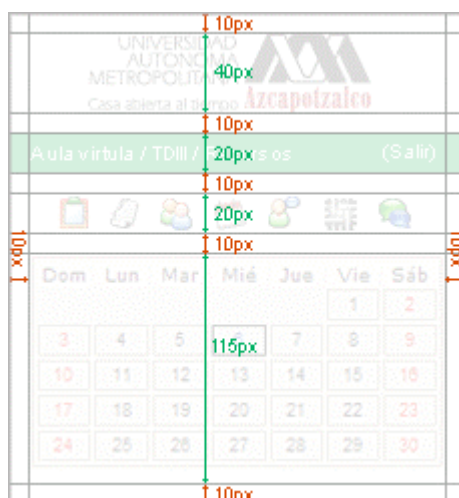 10px
UNIVERSIDAD
AUTONOMA
METROPOLITANA
40px
Casa abierta al tiempo Azcapotzalco
10px
Aula virtula / TDIII / 20px (Salir)
10px
20px
10px
10px 10px
Dom Lun Mar Mié Jue Vie Sáb
1 2
3 4 5 6 7 8 9
115px
10 11 12 13 14 15 16
17 18 19 20 21 22 23
24 25 26 27 28 29 30
10px